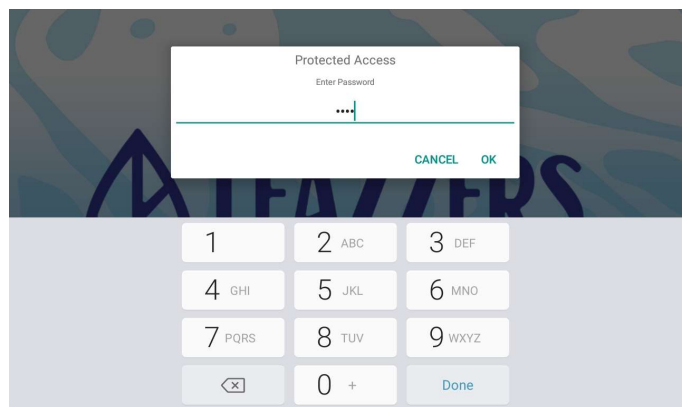 Protected Access
Enter Password
••••
CANCEL OK
TEAZZERS
1
2 ABC
3 DEF
4 GHI
5 JKL
6 MNO
7 PQRS
8 TUV
9 WXYZ
0 +
Done